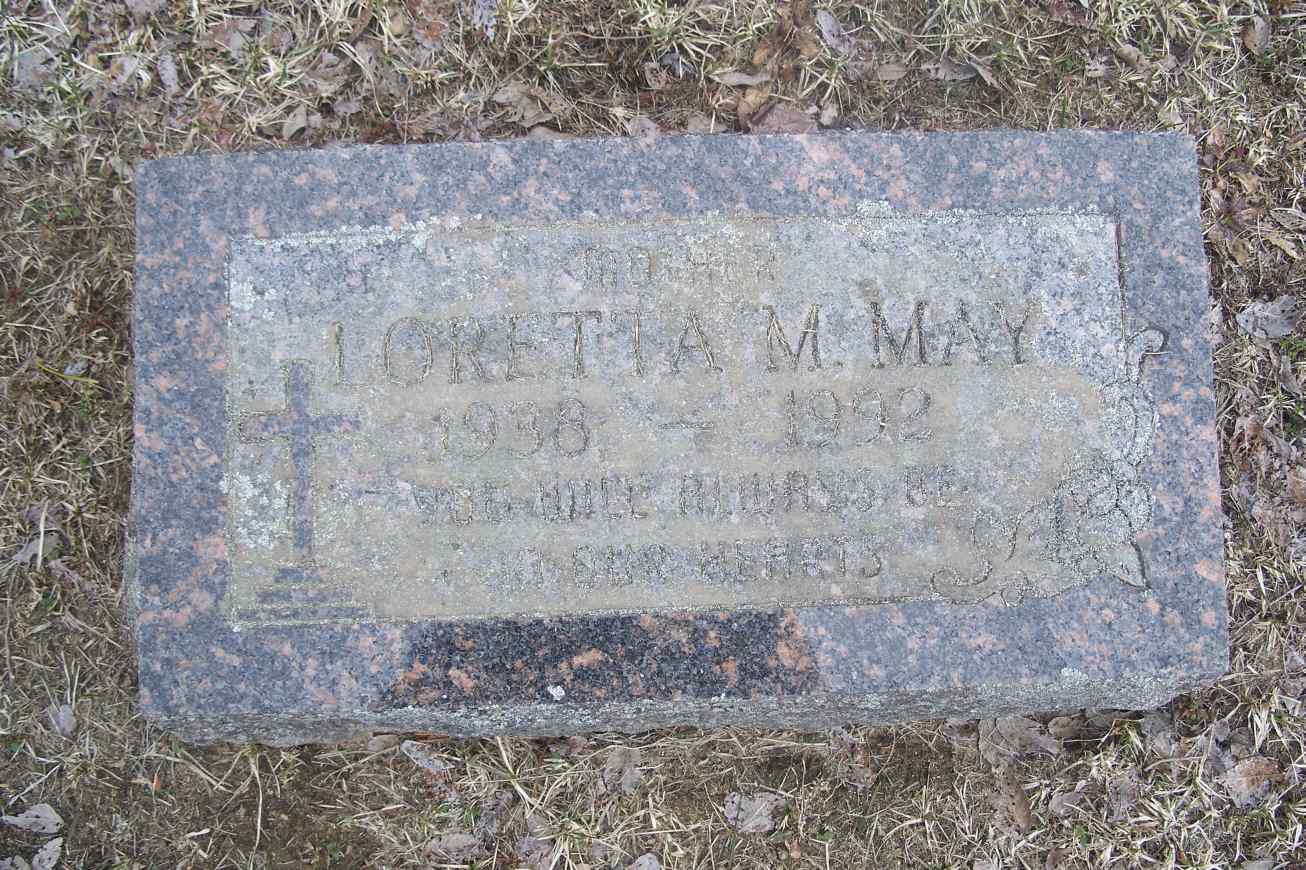 MOTHER
LORETTA M. MAY
1938 - 1992
YOU WILL ALWAYS BE
IN OUR HEARTS